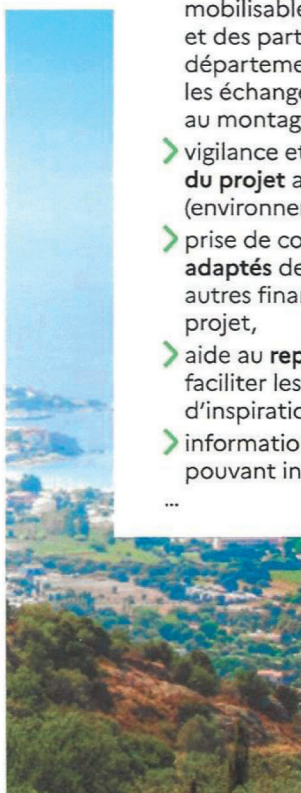 mobilisable
et des part
départeme
les échange
au montag
vigilance et
du projet a
(environne
prise de co
adaptés de
autres finar
projet,
aide au rep
faciliter les
d'inspiratio
informatio
pouvant in
...